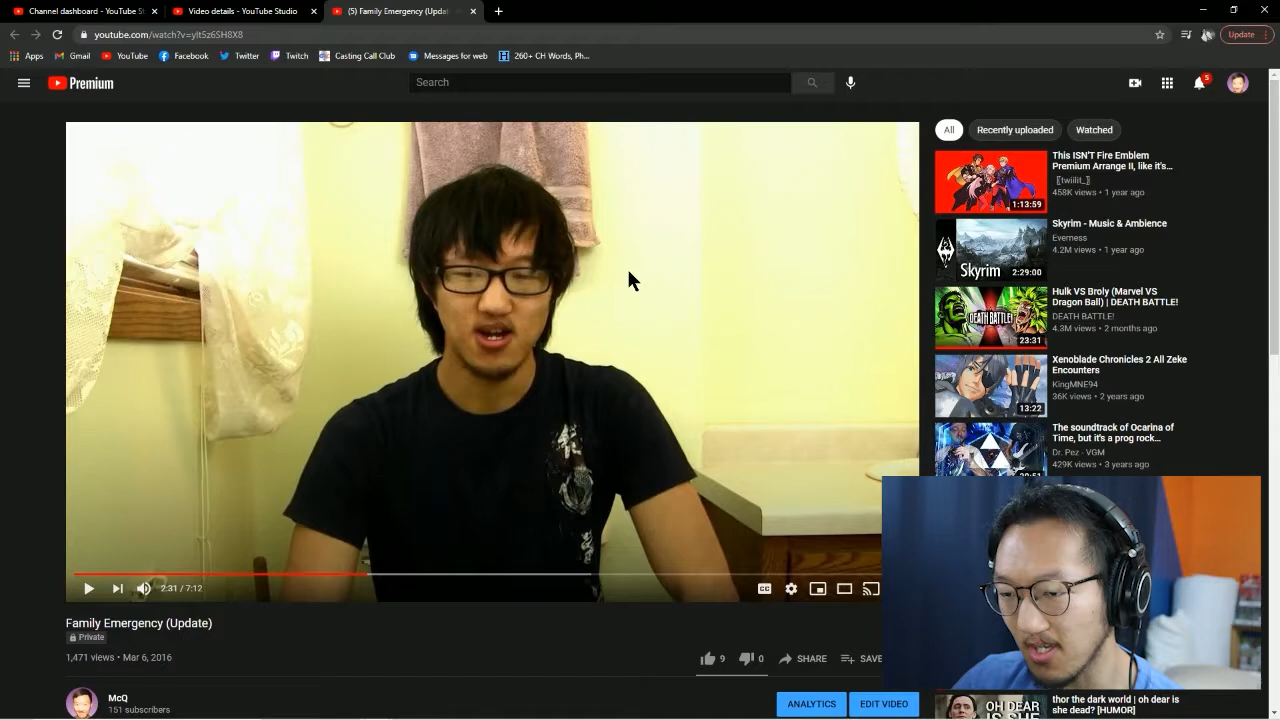 Channel dashboard - YouTube St
Video details - YouTube Studio
(5) Family Emergency (Update
youtube.com/watch?v=ylt5z6SH8X8
Update
Apps
Gmail
YouTube
Facebook
Twitter
Twitch
Casting Call Club
Messages for web
260+ CH Words, Ph...
Premium
Search
5
All
Recently uploaded
Watched
This ISN'T Fire Emblem
Premium Arrange II, like it's...
〚twiilit_〛
458K views • 1 year ago
1:13:59
Skyrim - Music & Ambience
Everness
4.2M views • 1 year ago
Skyrim
2:29:00
Hulk VS Broly (Marvel VS
Dragon Ball) | DEATH BATTLE!
DEATH BATTLE!
4.3M views • 2 months ago
DEATH BATTLE!
23:31
Xenoblade Chronicles 2 All Zeke
Encounters
KingMNE94
36K views • 2 years ago
13:22
The soundtrack of Ocarina of
Time, but it's a prog rock...
Dr. Pez - VGM
429K views • 3 years ago
2:31 / 7:12
CC
Family Emergency (Update)
Private
1,471 views • Mar 6, 2016
9
0
SHARE
SAVE
McQ
151 subscribers
ANALYTICS
EDIT VIDEO
OH DEAR
IS SHE
thor the dark world | oh dear is
she dead? [HUMOR]